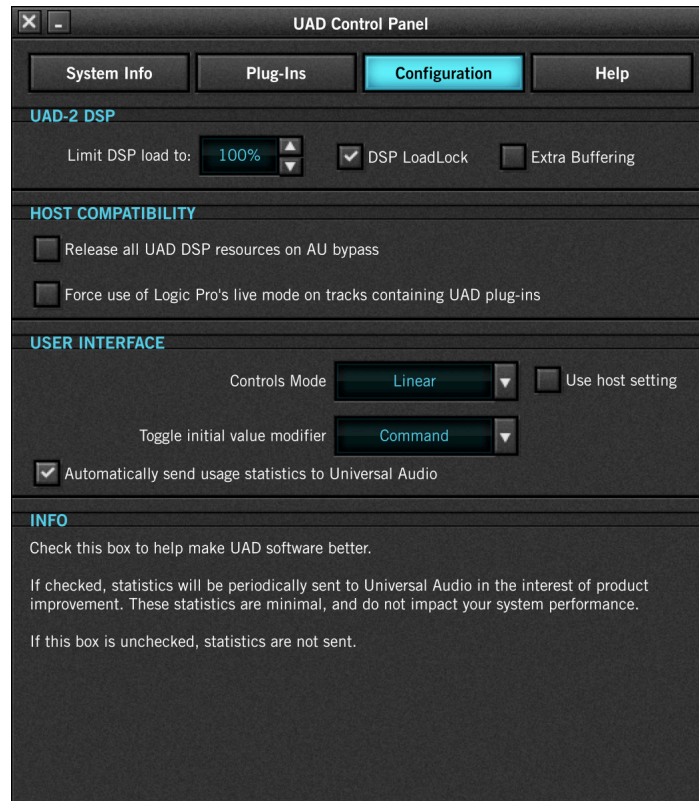 UAD Control Panel
System Info Plug-Ins Configuration Help
UAD-2 DSP
Limit DSP load to: 100% DSP LoadLock Extra Buffering
HOST COMPATIBILITY
Release all UAD DSP resources on AU bypass
Force use of Logic Pro's live mode on tracks containing UAD plug-ins
USER INTERFACE
Controls Mode Linear Use host setting
Toggle initial value modifier Command
Automatically send usage statistics to Universal Audio
INFO
Check this box to help make UAD software better.
If checked, statistics will be periodically sent to Universal Audio in the interest of product
improvement. These statistics are minimal, and do not impact your system performance.
If this box is unchecked, statistics are not sent.